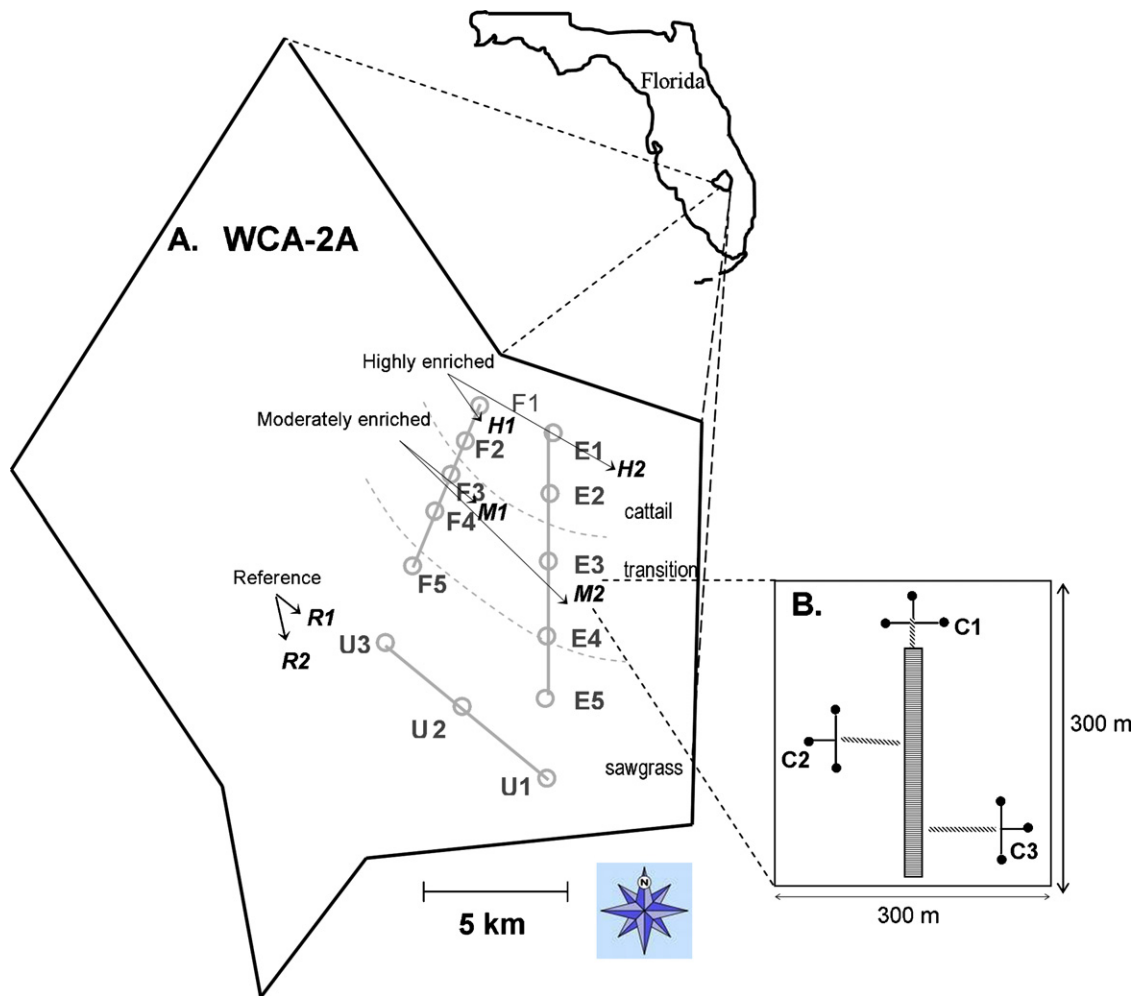 Florida
A. WCA-2A
Highly enriched
F1
H1
Moderately enriched
F2
E1
H2
F3
E2
M1
cattail
F4
E3
transition
F5
Reference
M2
B.
R1
C1
U3
E4
R2
E5
U2
300 m
C2
sawgrass
U1
C3
N
5 km
300 m